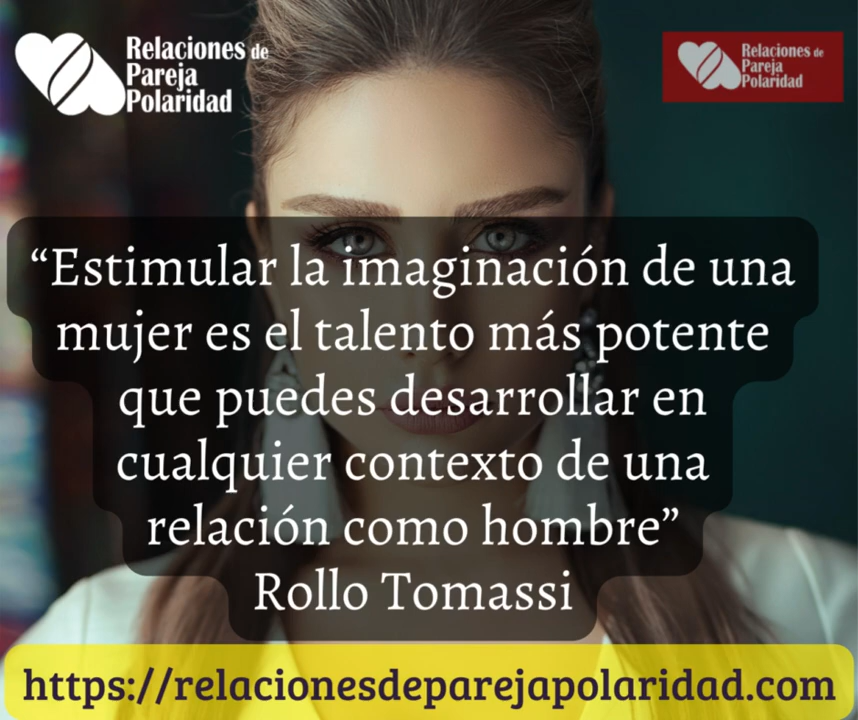 Relaciones de
Pareja
Polaridad
Relaciones de
Pareja
Polaridad
“Estimular la imaginación de una
mujer es el talento más potente
que puedes desarrollar en
cualquier contexto de una
relación como hombre”
Rollo Tomassi
https://relacionesdeparejapolaridad.com